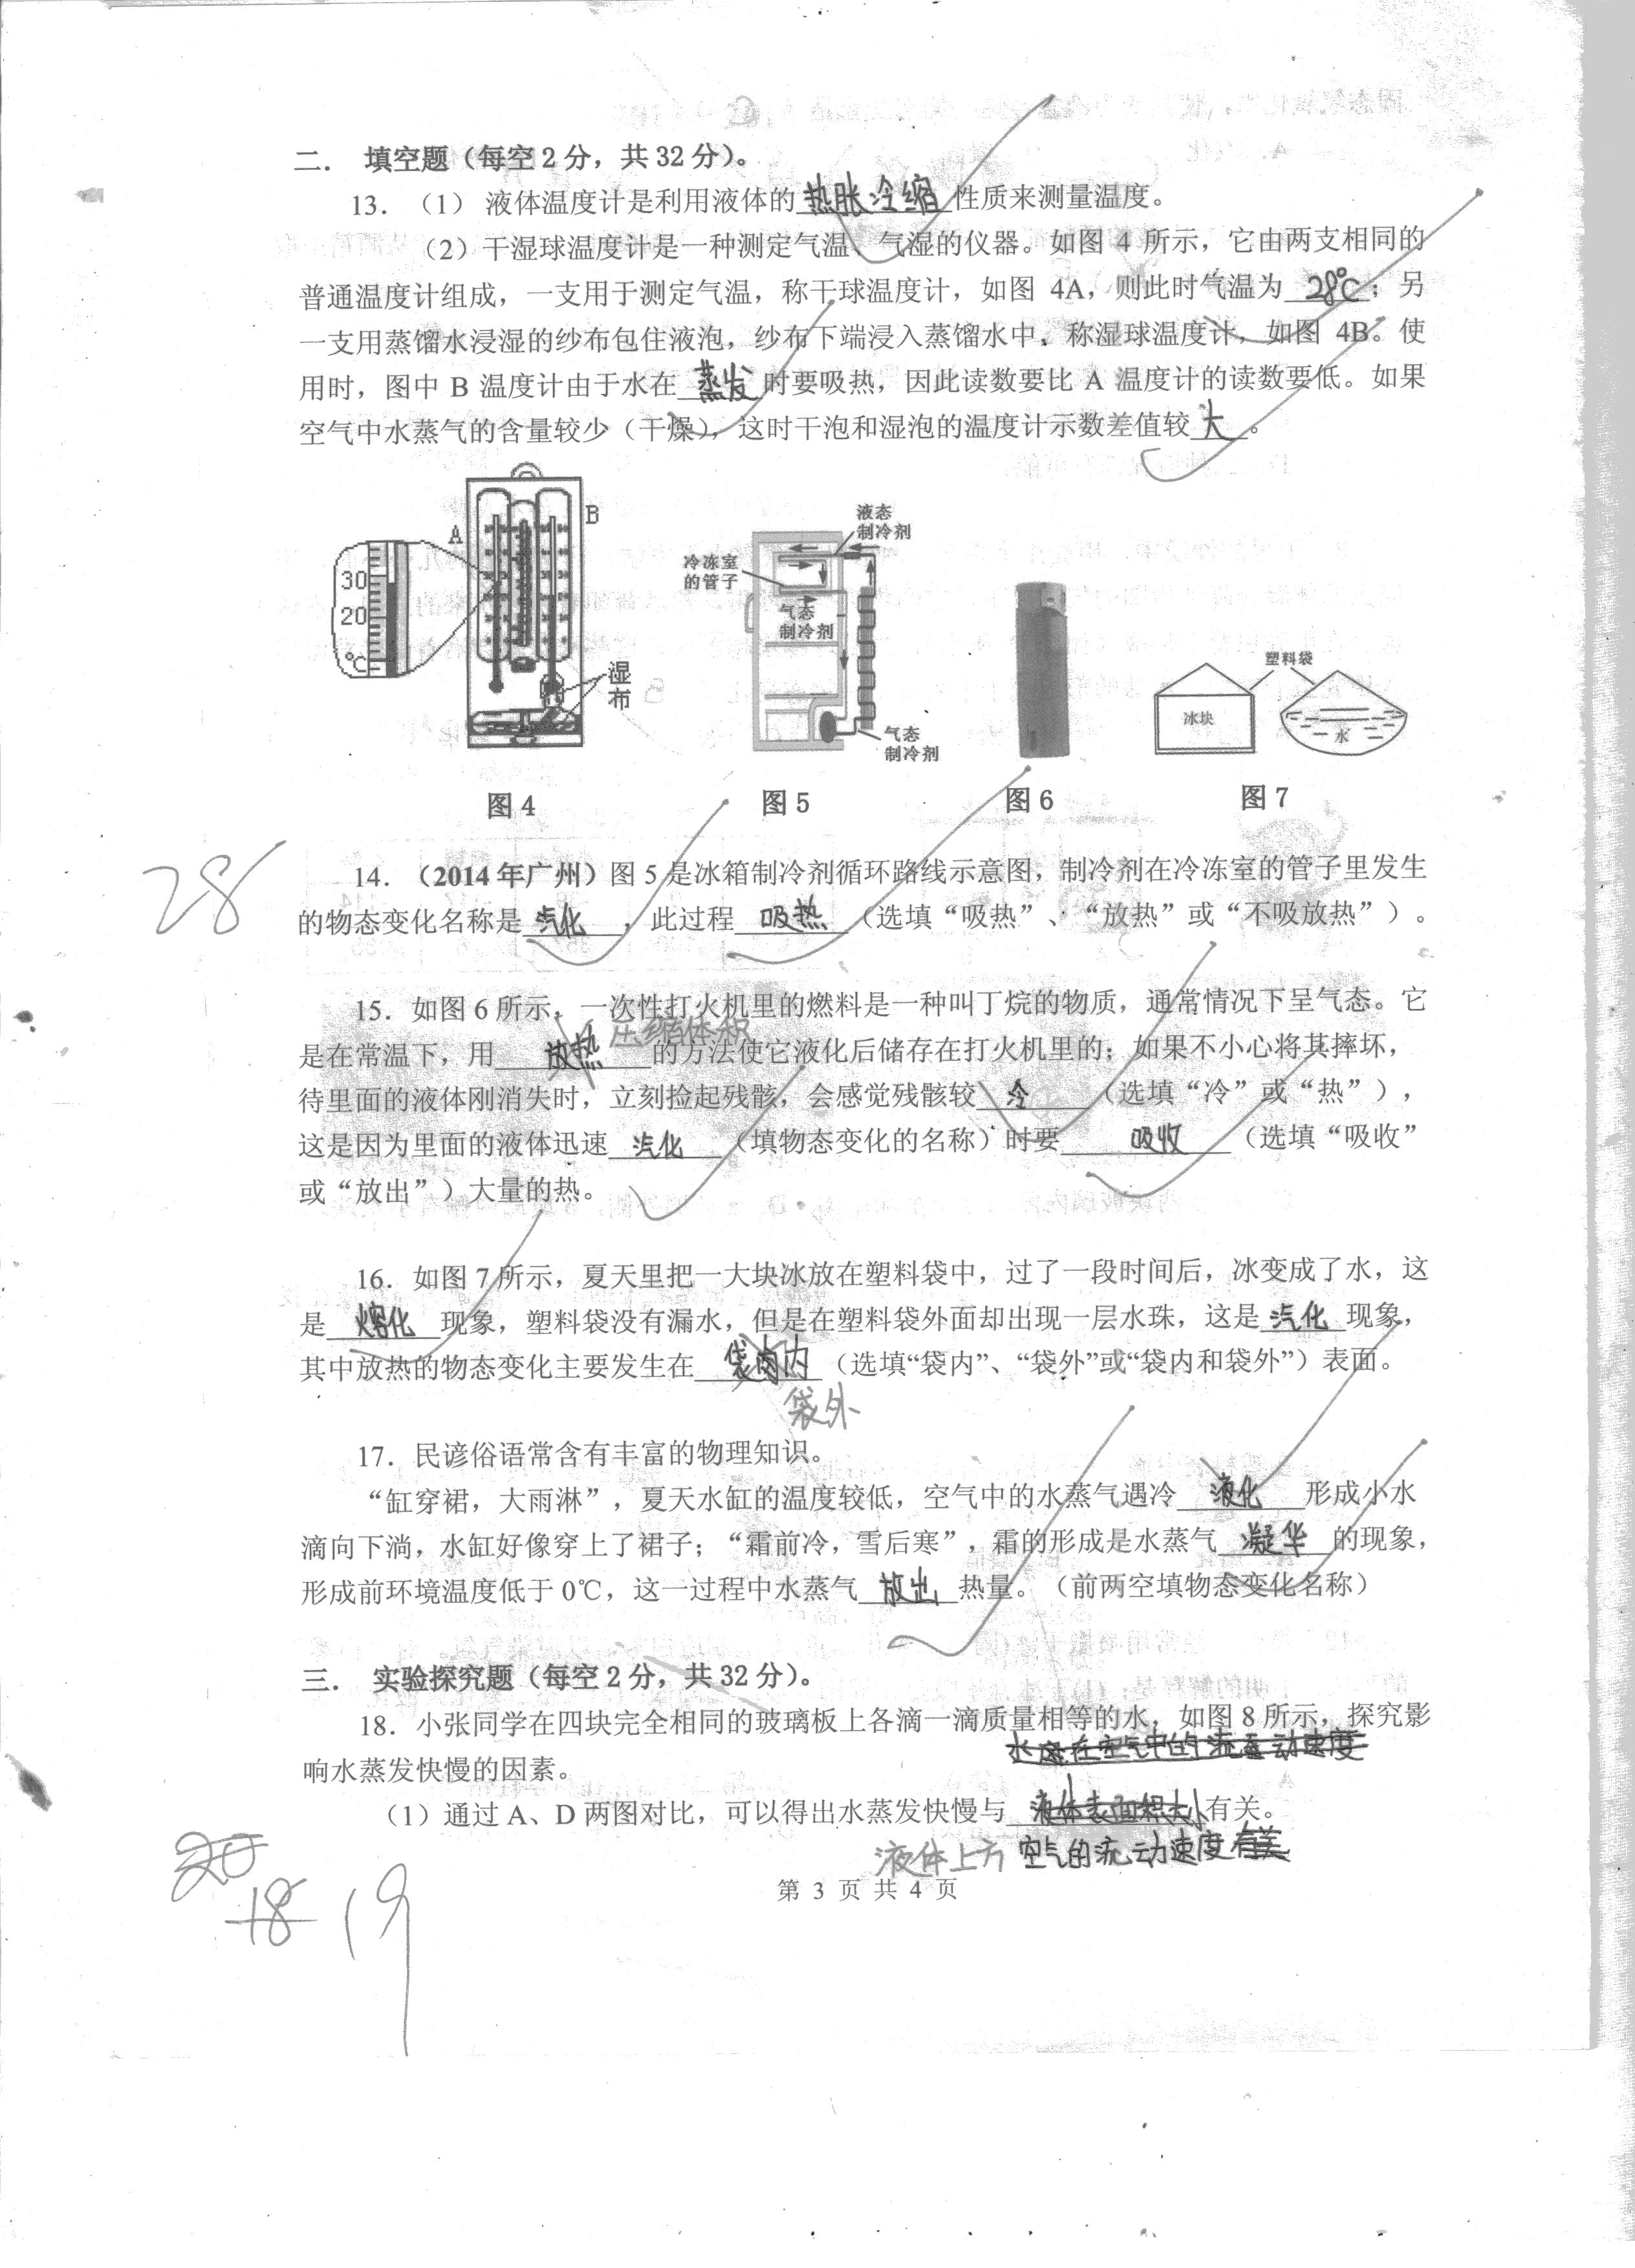 二. 填空题（每空2分，共32分）。
13. （1） 液体温度计是利用液体的 热胀冷缩 性质来测量温度。
（2）干湿球温度计是一种测定气温、气湿的仪器。如图 4 所示，它由两支相同的
普通温度计组成，一支用于测定气温，称干球温度计，如图 4A，则此时气温为 28℃；另
一支用蒸馏水浸湿的纱布包住液泡，纱布下端浸入蒸馏水中，称湿球温度计，如图 4B。使
用时，图中 B 温度计由于水在 蒸发 时要吸热，因此读数要比 A 温度计的读数要低。如果
空气中水蒸气的含量较少（干燥），这时干泡和湿泡的温度计示数差值较 大 。
A
B
30
20
℃
湿
布
液态
制冷剂
冷冻室
的管子
气态
制冷剂
气态
制冷剂
塑料袋
冰块
水
图4 图5 图6 图7
28
14. （2014年广州）图 5 是冰箱制冷剂循环路线示意图，制冷剂在冷冻室的管子里发生
的物态变化名称是 汽化 ，此过程 吸热 （选填“吸热”、“放热”或“不吸放热”）。
15. 如图 6 所示，一次性打火机里的燃料是一种叫丁烷的物质，通常情况下呈气态。它
压缩体积
是在常温下，用 放热 的方法使它液化后储存在打火机里的；如果不小心将其摔坏，
待里面的液体刚消失时，立刻捡起残骸，会感觉残骸较 冷 （选填“冷”或“热”），
这是因为里面的液体迅速 汽化 （填物态变化的名称）时要 吸收 （选填“吸收”
或“放出”）大量的热。
16. 如图 7 所示，夏天里把一大块冰放在塑料袋中，过了一段时间后，冰变成了水，这
是 熔化 现象，塑料袋没有漏水，但是在塑料袋外面却出现一层水珠，这是 汽化 现象，
其中放热的物态变化主要发生在 袋内 （选填“袋内”、“袋外”或“袋内和袋外”）表面。
袋外
17. 民谚俗语常含有丰富的物理知识。
“缸穿裙，大雨淋”，夏天水缸的温度较低，空气中的水蒸气遇冷 液化 形成小水
滴向下淌，水缸好像穿上了裙子；“霜前冷，雪后寒”，霜的形成是水蒸气 凝华 的现象，
形成前环境温度低于 0℃，这一过程中水蒸气 放出 热量。（前两空填物态变化名称）
三. 实验探究题（每空2分，共32分）。
18. 小张同学在四块完全相同的玻璃板上各滴一滴质量相等的水，如图 8 所示，探究影
响水蒸发快慢的因素。
（1）通过 A、D 两图对比，可以得出水蒸发快慢与 液体表面积大小 有关。
液体上方 空气的流动速度有关
第 3 页 共 4 页
18 19